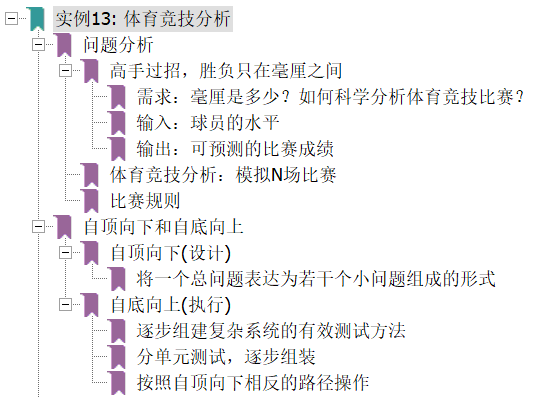 实例13: 体育竞技分析
问题分析
高手过招，胜负只在毫厘之间
需求：毫厘是多少？如何科学分析体育竞技比赛？
输入：球员的水平
输出：可预测的比赛成绩
体育竞技分析：模拟N场比赛
比赛规则
自顶向下和自底向上
自顶向下(设计)
将一个总问题表达为若干个小问题组成的形式
自底向上(执行)
逐步组建复杂系统的有效测试方法
分单元测试，逐步组装
按照自顶向下相反的路径操作